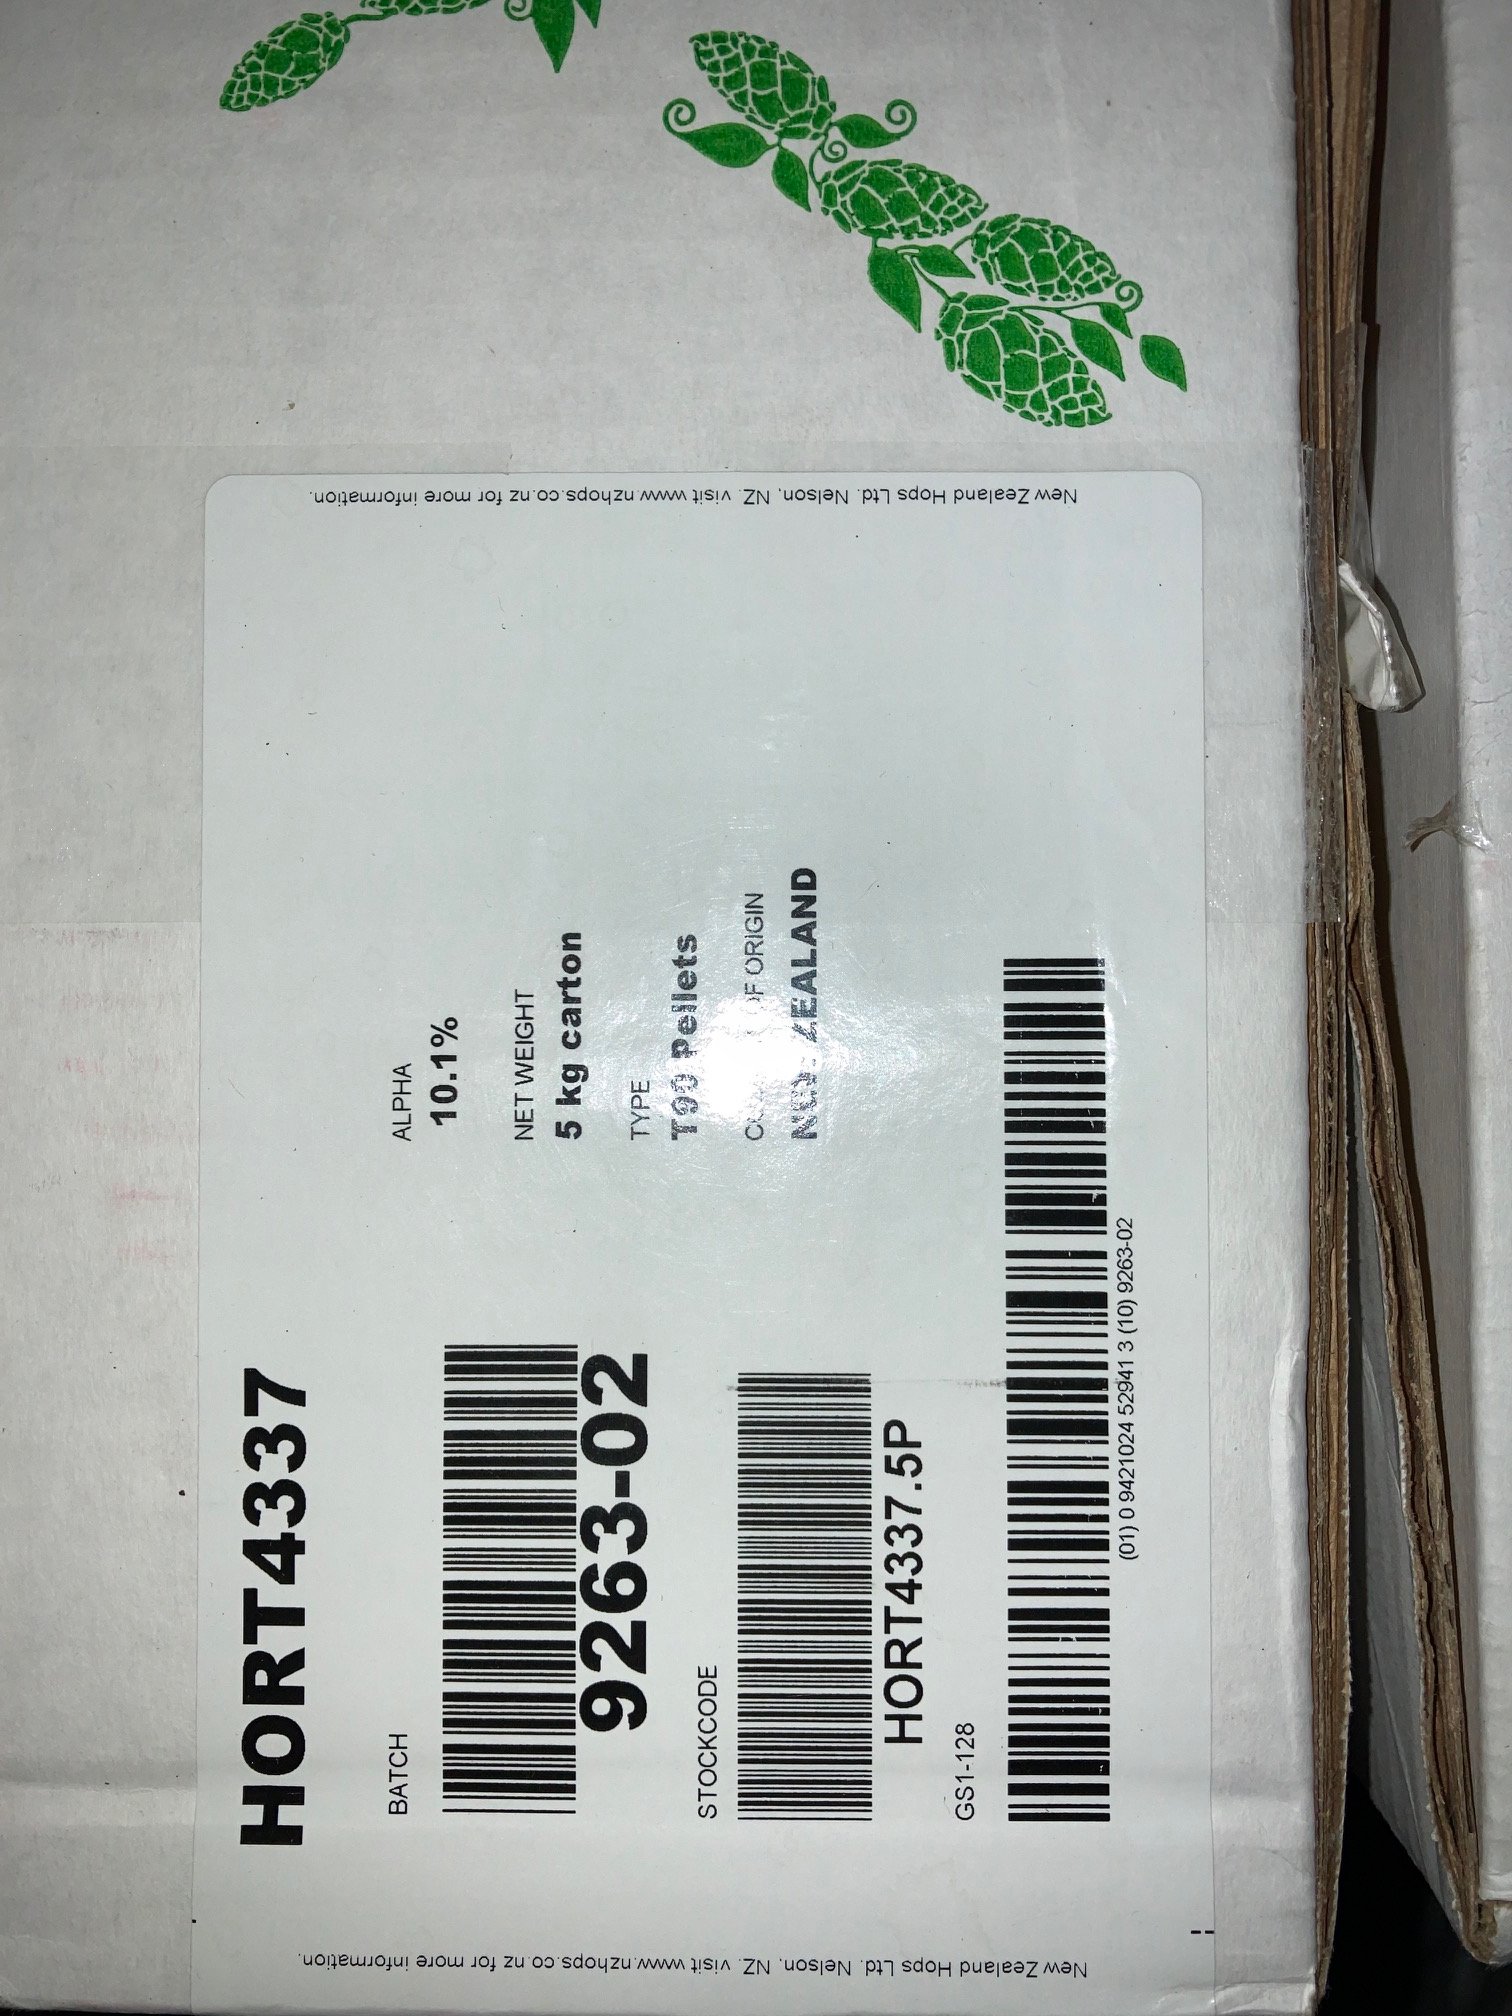 New Zealand Hops Ltd. Nelson, NZ. visit www.nzhops.co.nz for more information.
HORT4337
BATCH
9263-02
STOCKCODE
HORT4337.5P
GS1-128
(01) 0 9421024 52941 3 (10) 9263-02
ALPHA
10.1%
NET WEIGHT
5 kg carton
TYPE
T90 Pellets
OF ORIGIN
NEW ZEALAND
New Zealand Hops Ltd. Nelson, NZ. visit www.nzhops.co.nz for more information.